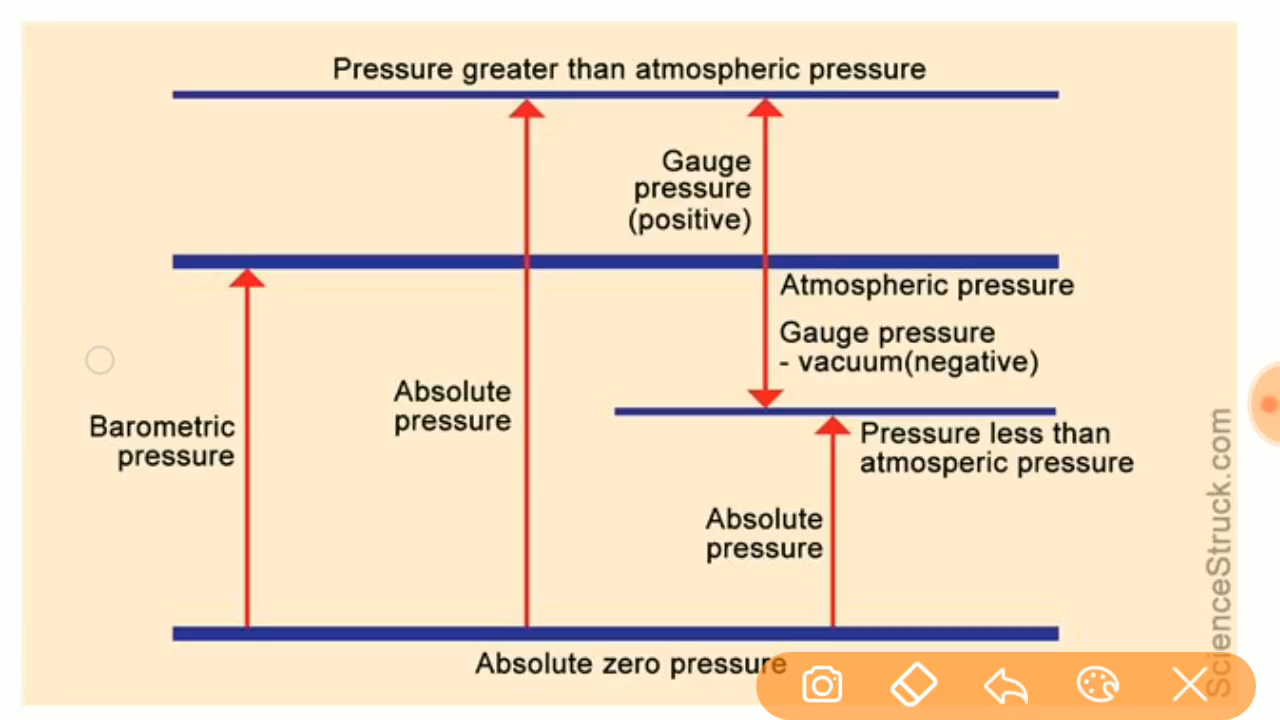 Pressure greater than atmospheric pressure
Gauge
pressure
(positive)
Atmospheric pressure
Gauge pressure
- vacuum(negative)
Absolute
pressure
Barometric
pressure
Pressure less than
atmosperic pressure
Absolute
pressure
Absolute zero pressure
ScienceStruck.com